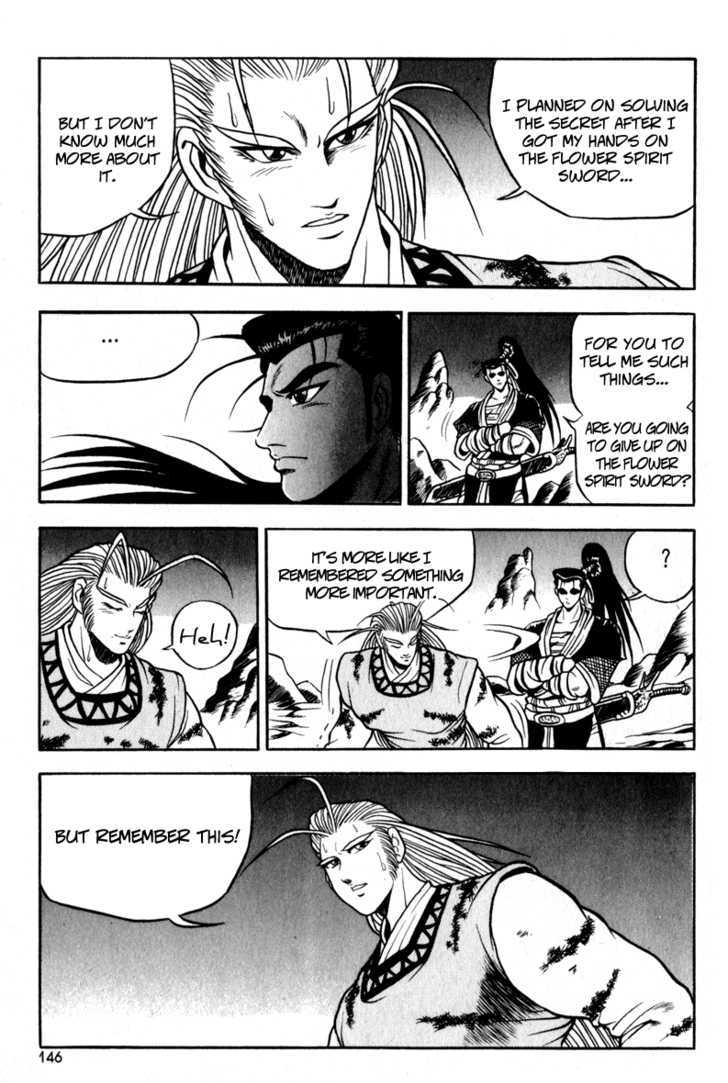 I PLANNED ON SOLVING
THE SECRET AFTER I
GOT MY HANDS ON
THE FLOWER SPIRIT
SWORD...
BUT I DON'T
KNOW MUCH
MORE ABOUT
IT.
FOR YOU TO
TELL ME SUCH
THINGS...
ARE YOU GOING
TO GIVE UP ON
THE FLOWER
SPIRIT SWORD?
...
?
IT'S MORE LIKE I
REMEMBERED SOMETHING
MORE IMPORTANT.
Heh!
BUT REMEMBER THIS!
146